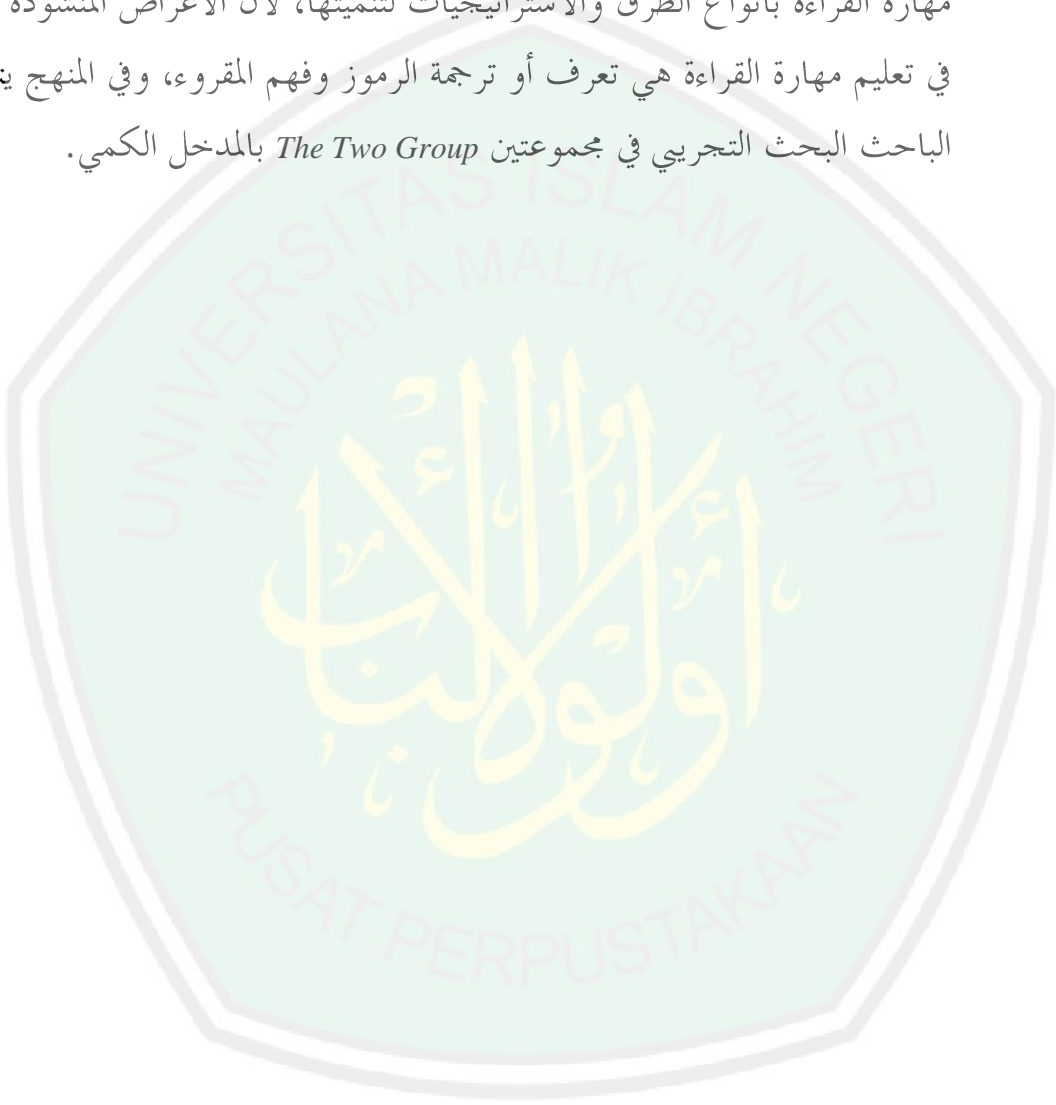 مهارة القراءة بأنواع الطرق والاستراتيجيات لتنميتها، لأن الأغراض المنشودة
في تعليم مهارة القراءة هي تعرف أو ترجمة الرموز وفهم المقروء، وفي المنهج
الباحث البحث التجريبي في مجموعتين The Two Group بالمدخل الكمي.
UNIVERSITAS ISLAM NEGERI
MAULANA MALIK IBRAHIM
أولوا الألباب
PUSAT PERPUSTAKAAN